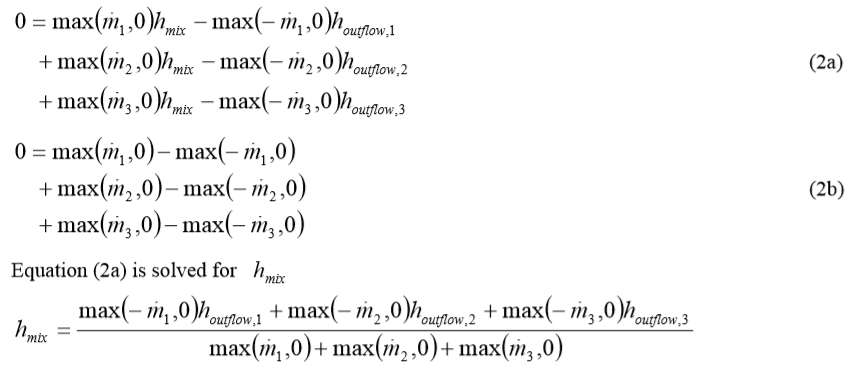 0 = max(ṁ₁,0)h_mix − max(− ṁ₁,0)h_outflow,1
+ max(ṁ₂,0)h_mix − max(− ṁ₂,0)h_outflow,2 (2a)
+ max(ṁ₃,0)h_mix − max(− ṁ₃,0)h_outflow,3
0 = max(ṁ₁,0) − max(− ṁ₁,0)
+ max(ṁ₂,0) − max(− ṁ₂,0) (2b)
+ max(ṁ₃,0) − max(− ṁ₃,0)
Equation (2a) is solved for h_mix
h_mix = (max(− ṁ₁,0)h_outflow,1 + max(− ṁ₂,0)h_outflow,2 + max(− ṁ₃,0)h_outflow,3) / (max(ṁ₁,0) + max(ṁ₂,0) + max(ṁ₃,0))